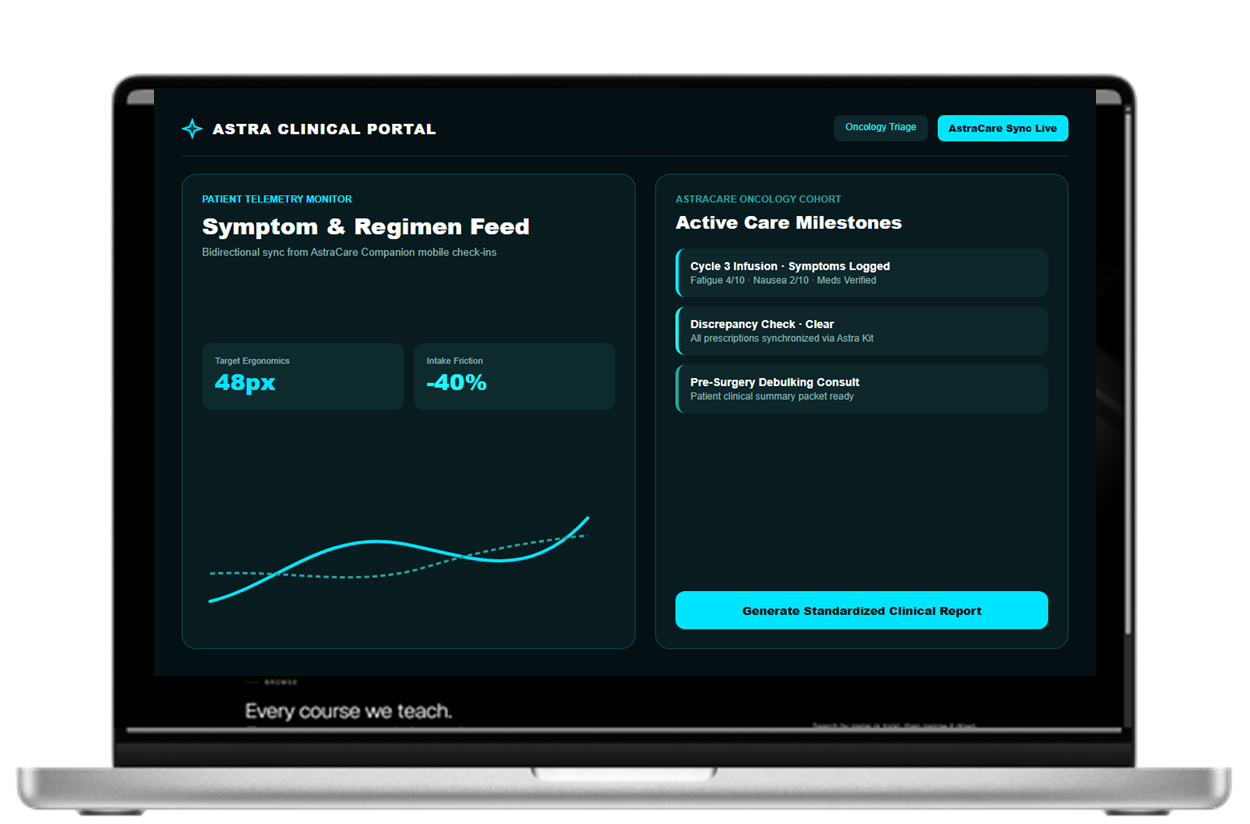 ASTRA CLINICAL PORTAL
Oncology Triage
AstraCare Sync Live
PATIENT TELEMETRY MONITOR
Symptom & Regimen Feed
Bidirectional sync from AstraCare Companion mobile check-ins
Target Ergonomics
48px
Intake Friction
-40%
ASTRACARE ONCOLOGY COHORT
Active Care Milestones
Cycle 3 Infusion · Symptoms Logged
Fatigue 4/10 · Nausea 2/10 · Meds Verified
Discrepancy Check · Clear
All prescriptions synchronized via Astra Kit
Pre-Surgery Debulking Consult
Patient clinical summary packet ready
Generate Standardized Clinical Report
BROWSE
Every course we teach.